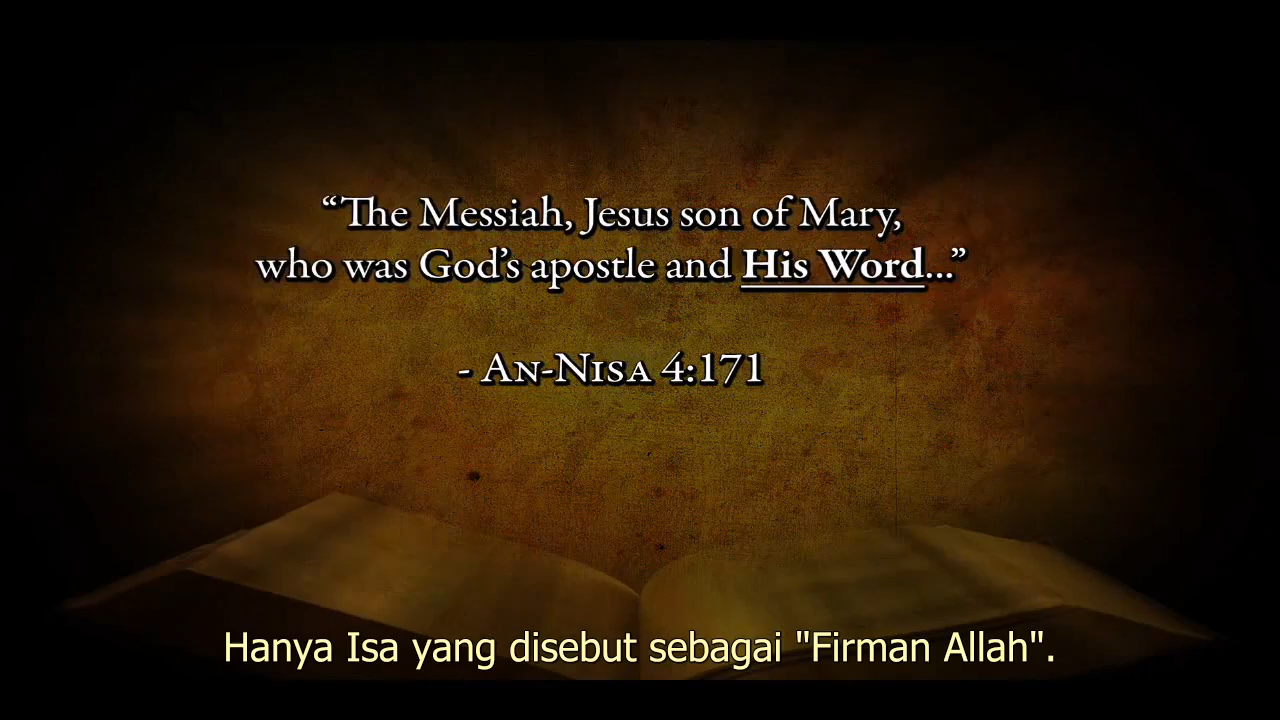 “The Messiah, Jesus son of Mary,
who was God’s apostle and His Word...”
- An-Nisa 4:171
Hanya Isa yang disebut sebagai "Firman Allah".